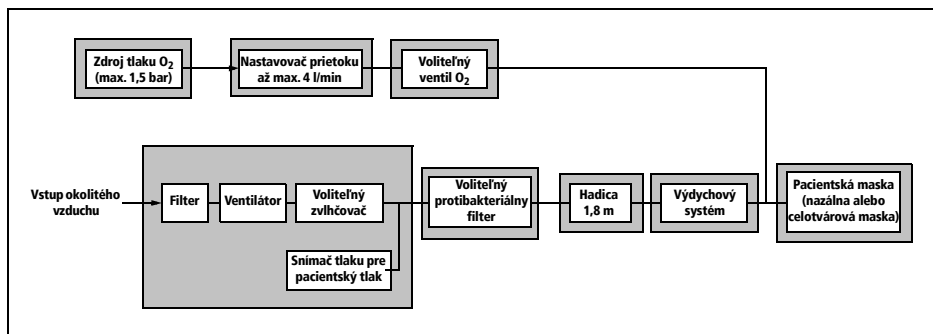 Zdroj tlaku O₂
(max. 1,5 bar)
Nastavovač prietoku
až max. 4 l/min
Voliteľný
ventil O₂
Vstup okolitého
vzduchu
Filter
Ventilátor
Voliteľný
zvlhčovač
Snímač tlaku pre
pacientský tlak
Voliteľný
protibakteriálny
filter
Hadica
1,8 m
Výdychový
systém
Pacientská maska
(nazálna alebo
celotvárová maska)